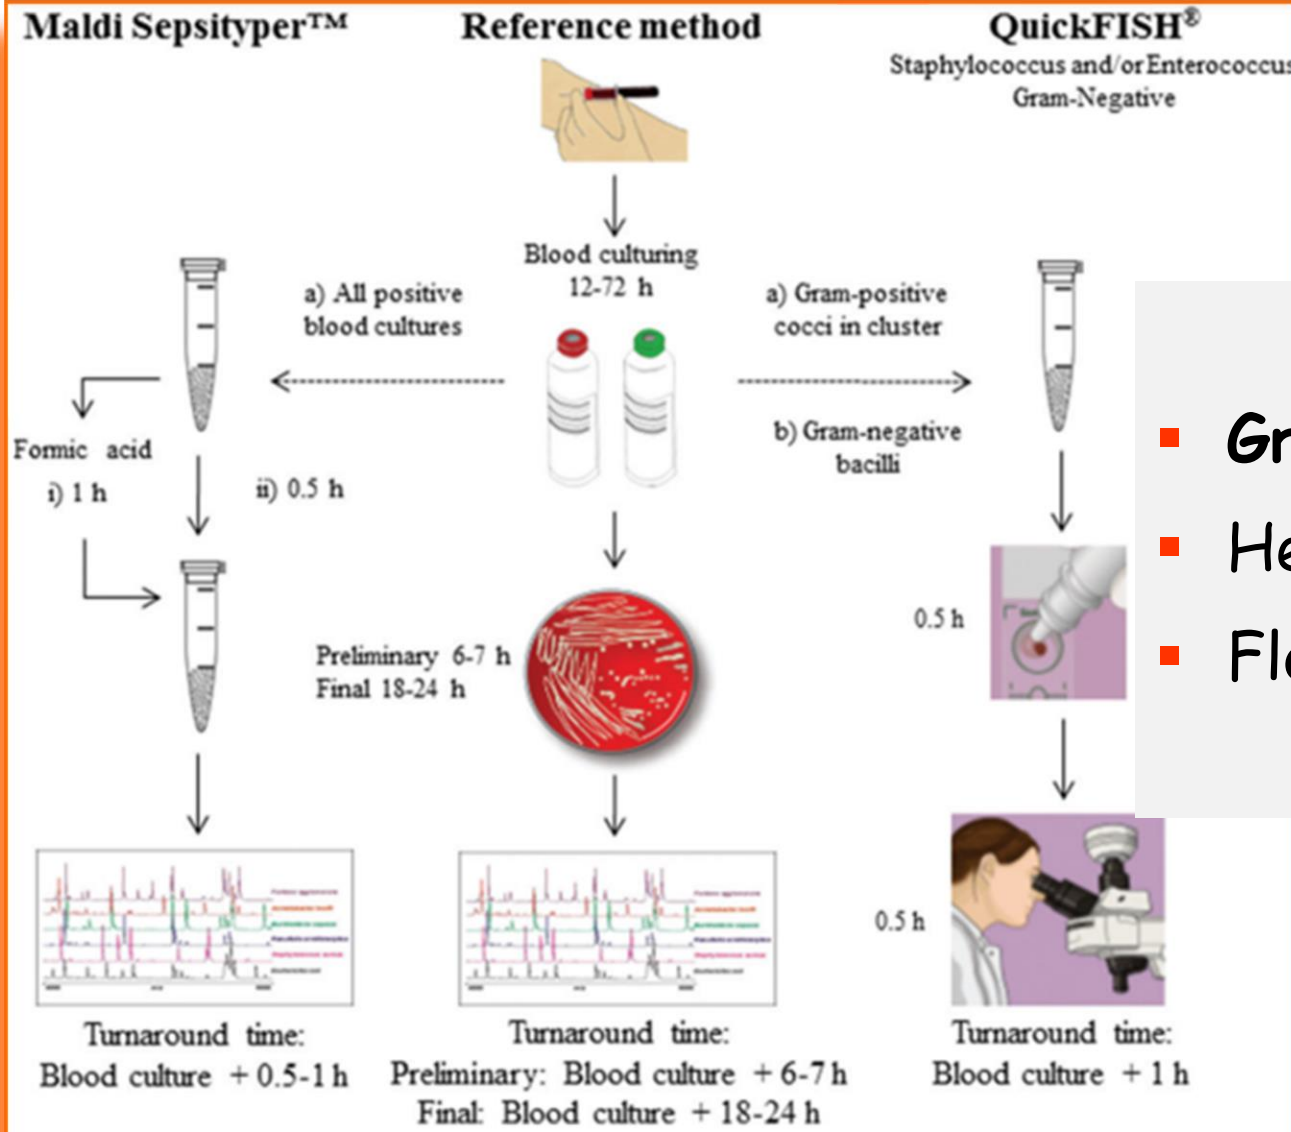 Maldi Sepsityper™
Formic acid
i) 1 h
ii) 0.5 h
a) All positive
blood cultures
Turnaround time:
Blood culture + 0.5-1 h
Reference method
Blood culturing
12-72 h
Preliminary 6-7 h
Final 18-24 h
Turnaround time:
Preliminary: Blood culture + 6-7 h
Final: Blood culture + 18-24 h
QuickFISH®
Staphylococcus and/or Enterococcus
Gram-Negative
a) Gram-positive
cocci in cluster
b) Gram-negative
bacilli
0.5 h
0.5 h
Turnaround time:
Blood culture + 1 h
Gr
He